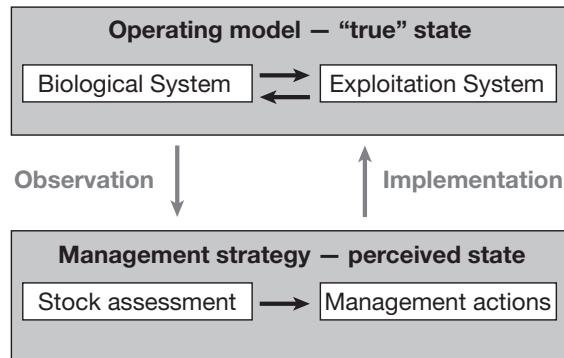 Operating model — “true” state
Biological System
Exploitation System
Observation
Implementation
Management strategy — perceived state
Stock assessment
Management actions